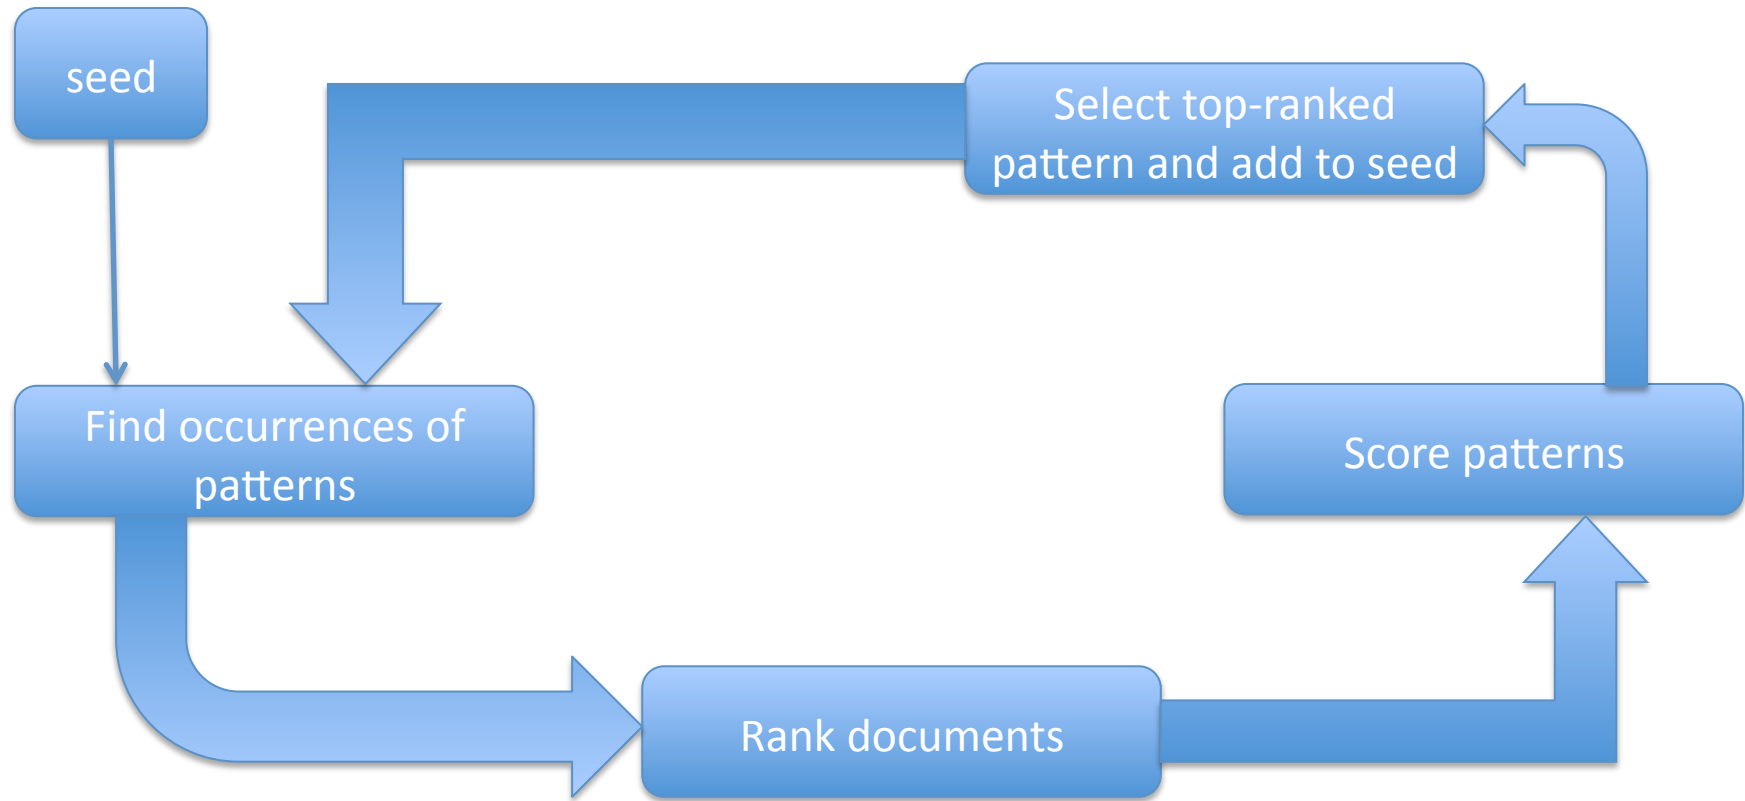 seed
Select top-ranked
pattern and add to seed
Find occurrences of
patterns
Score patterns
Rank documents